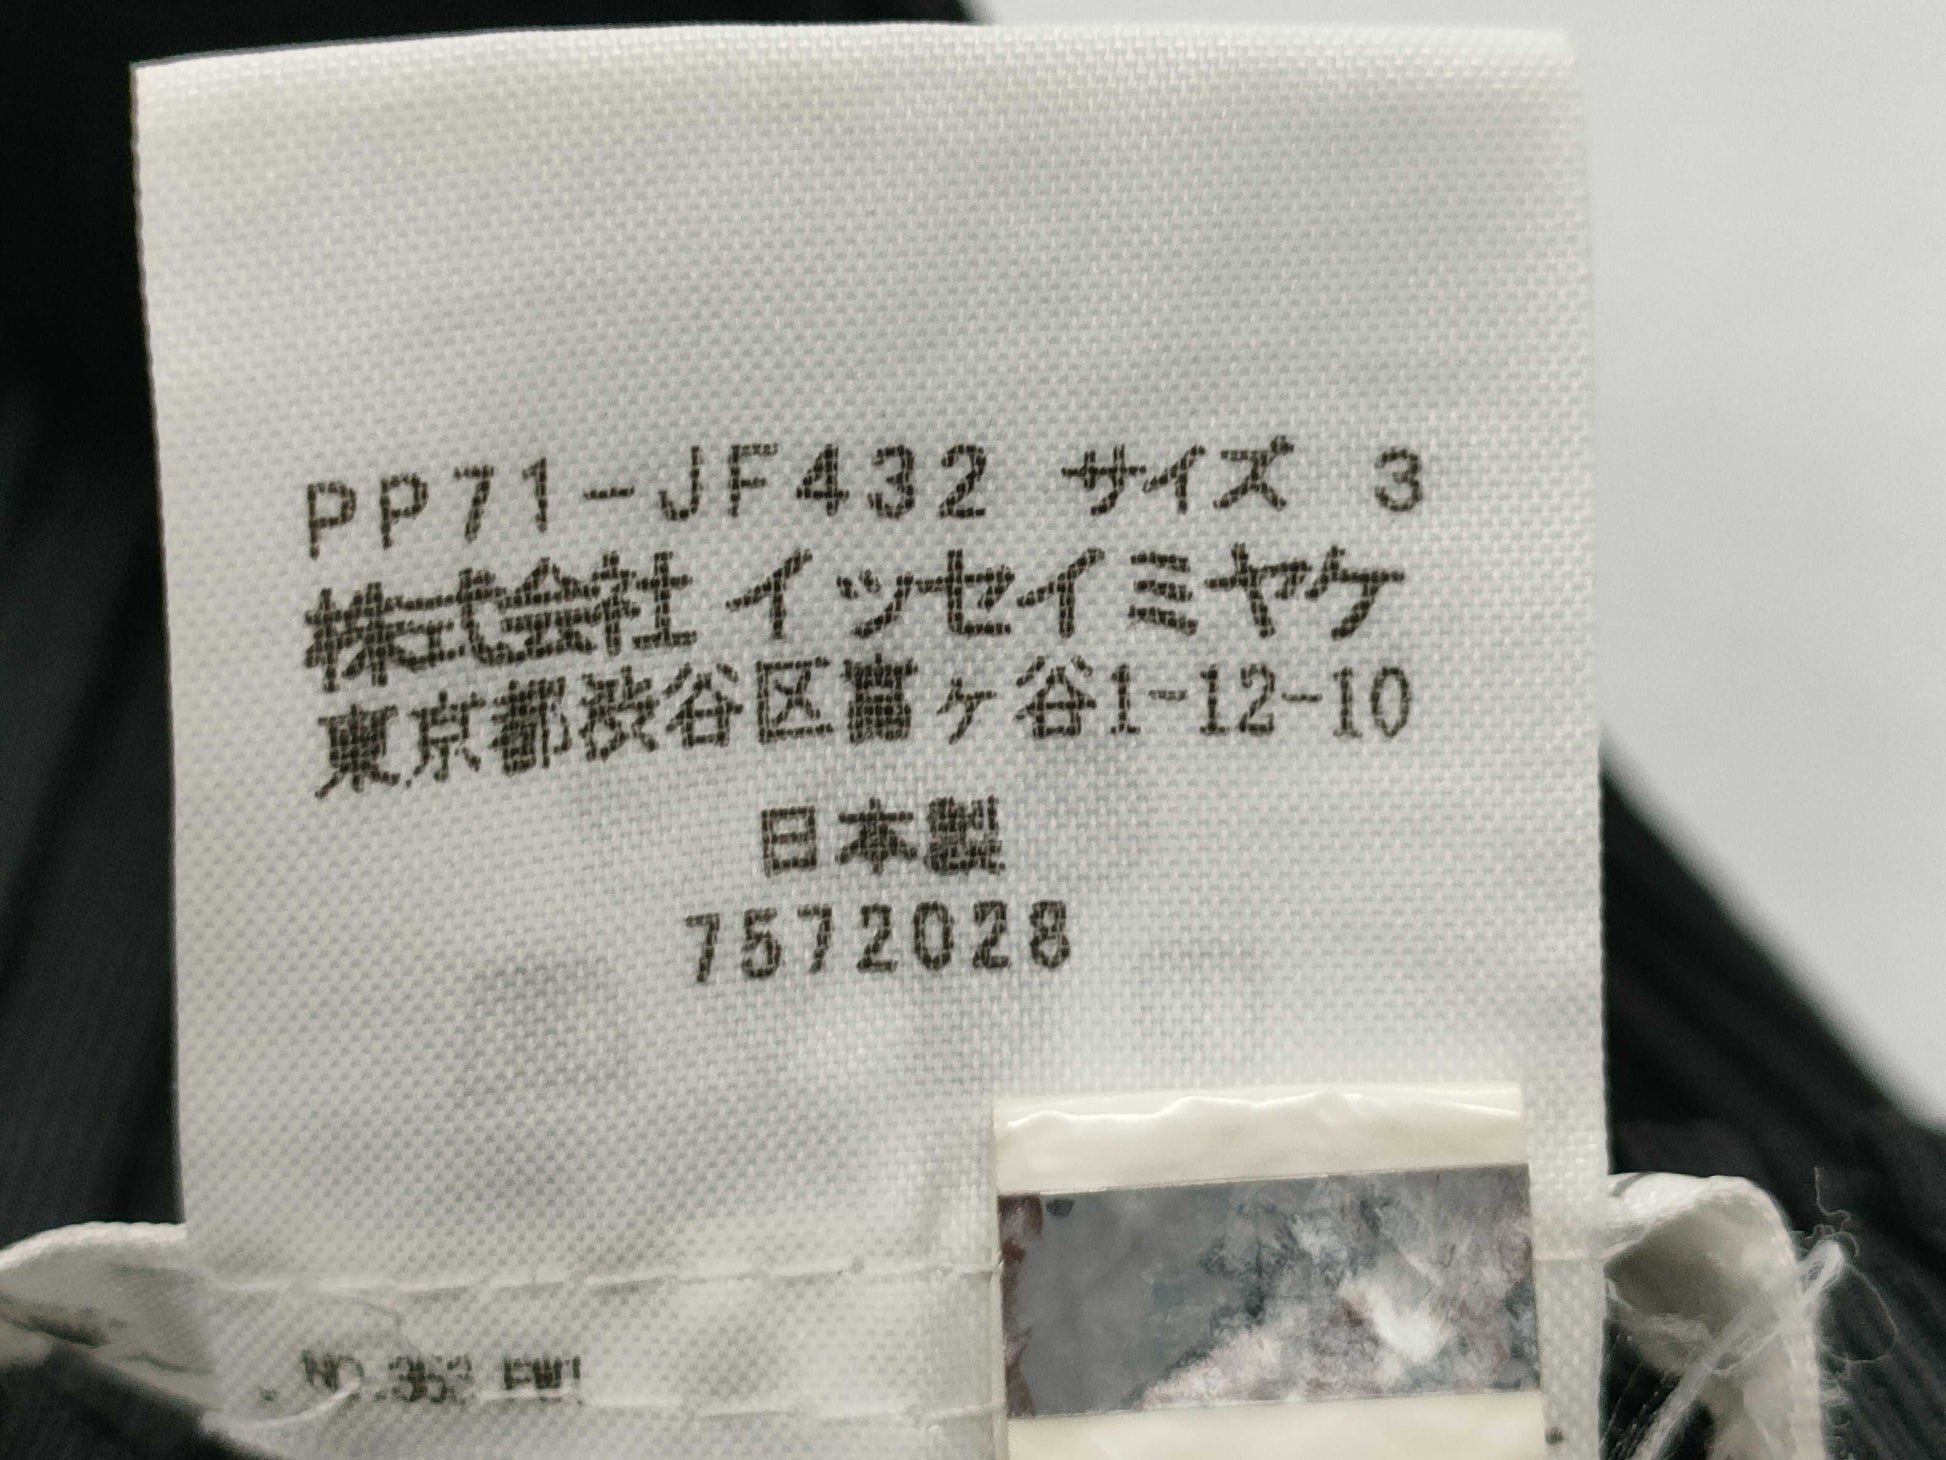 PP71-JF432 サイズ 3
株式会社イッセイミヤケ
東京都渋谷区富ヶ谷1-12-10
日本製
7572028
NO.